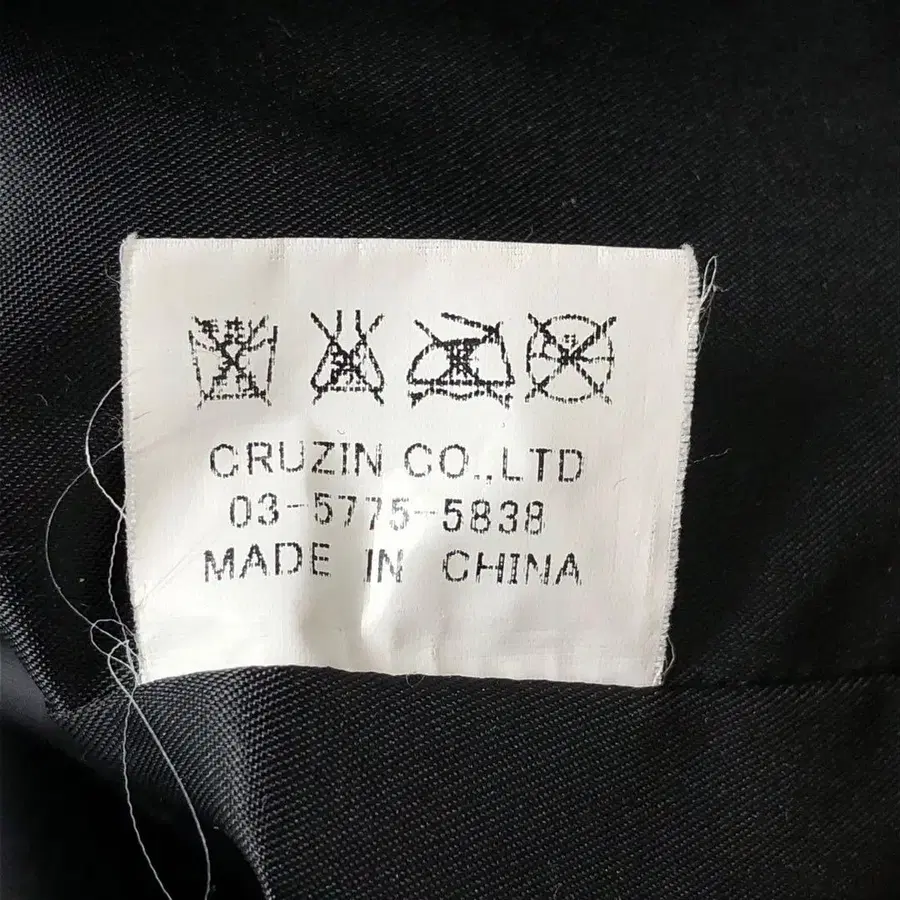 CRUZIN CO.,LTD
03-5775-5838
MADE IN CHINA